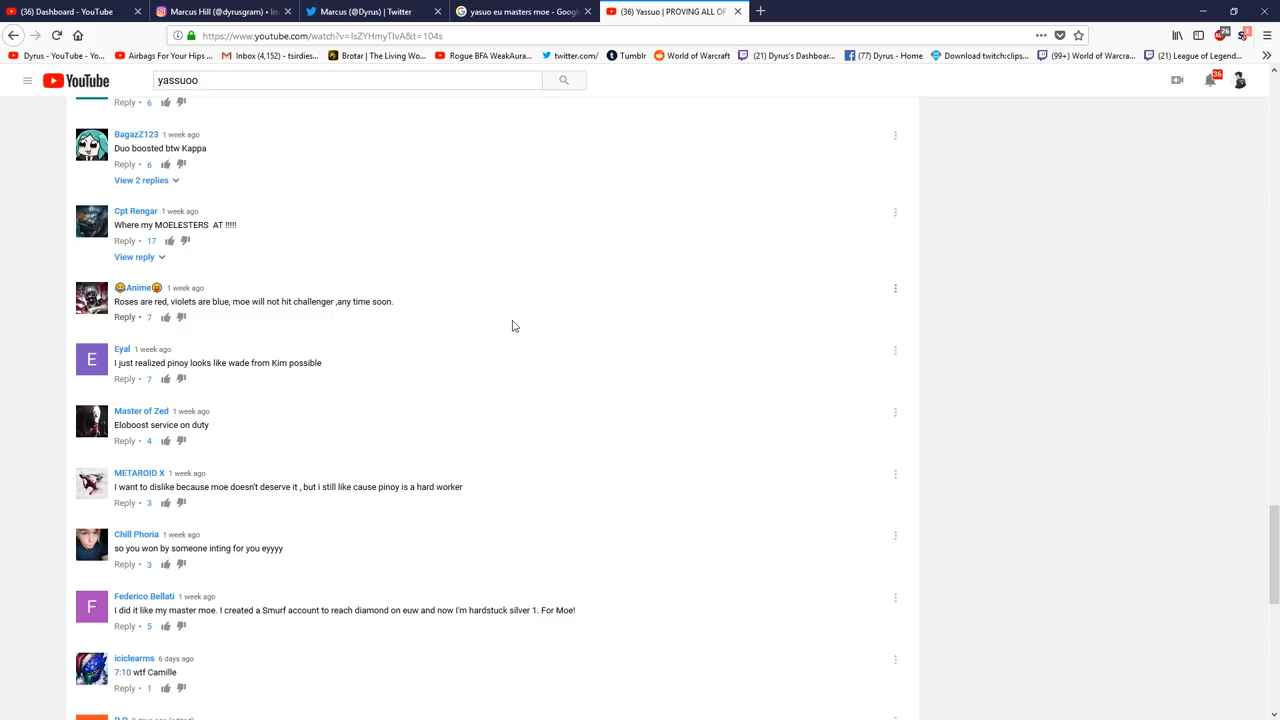 (36) Dashboard - YouTube
Marcus Hill (@dyrusgram) • In
Marcus (@Dyrus) | Twitter
yasuo eu masters moe - Goog
(36) Yassuo | PROVING ALL OF
https://www.youtube.com/watch?v=IsZYHmyTIvA&t=104s
26
1
Dyrus - YouTube - Yo...
Airbags For Your Hips - ...
Inbox (4,152) - tsirdies...
Brotar | The Living Wo...
Rogue BFA WeakAura...
twitter.com/
Tumblr
World of Warcraft
(21) Dyrus's Dashboar...
(77) Dyrus - Home
Download twitch:clips...
(99+) World of Warcra...
(21) League of Legend...
YouTube
yassuoo
36
Reply • 6
BagazZ123 1 week ago
Duo boosted btw Kappa
Reply • 6
View 2 replies
Cpt Rengar 1 week ago
Where my MOELESTERS AT !!!!!
Reply • 17
View reply
😂Anime😡 1 week ago
Roses are red, violets are blue, moe will not hit challenger ,any time soon.
Reply • 7
E
Eyal 1 week ago
I just realized pinoy looks like wade from Kim possible
Reply • 7
Master of Zed 1 week ago
Eloboost service on duty
Reply • 4
METAROID X 1 week ago
I want to dislike because moe doesn't deserve it , but i still like cause pinoy is a hard worker
Reply • 3
Chill Phoria 1 week ago
so you won by someone inting for you eyyyy
Reply • 3
F
Federico Bellati 1 week ago
I did it like my master moe. I created a Smurf account to reach diamond on euw and now I'm hardstuck silver 1. For Moe!
Reply • 5
iciclearms 6 days ago
7:10 wtf Camille
Reply • 1